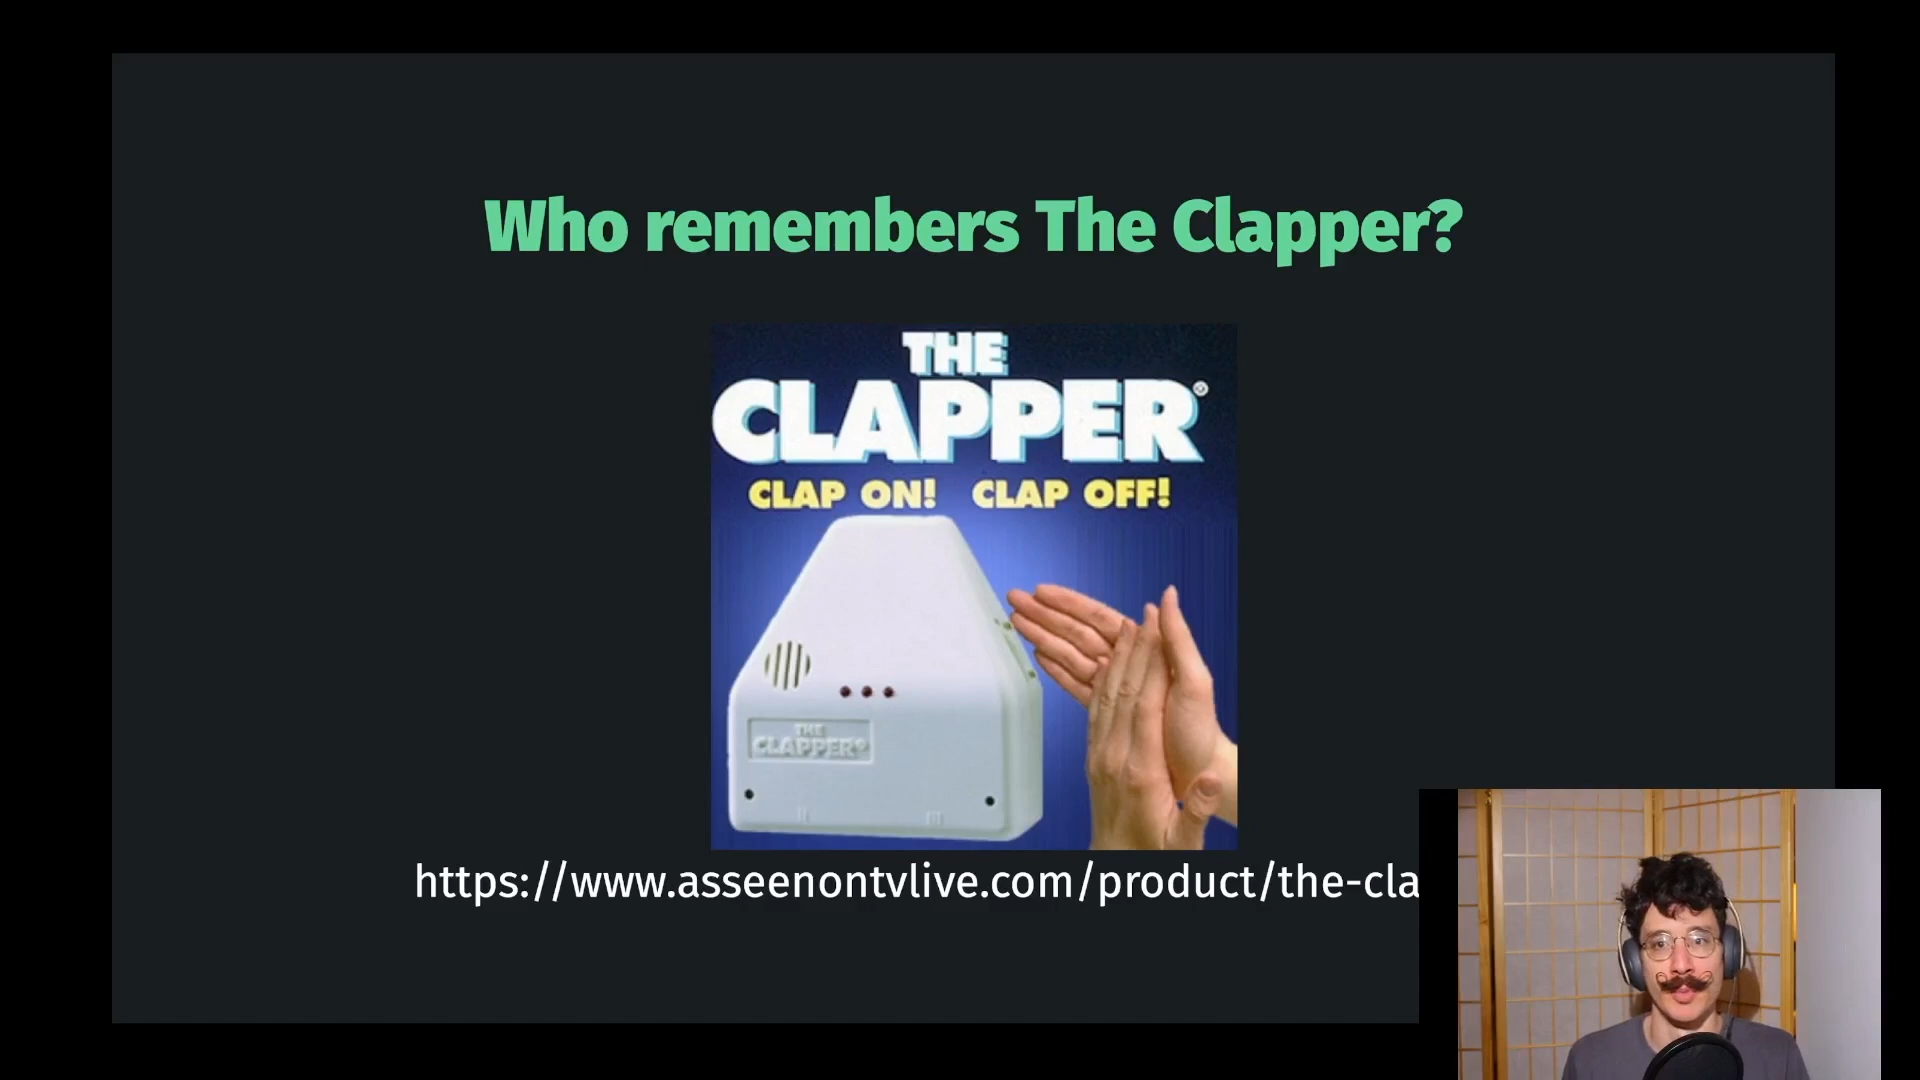 Who remembers The Clapper?
THE
CLAPPER®
CLAP ON! CLAP OFF!
THE
CLAPPER®
https://www.asseenontvlive.com/product/the-cla